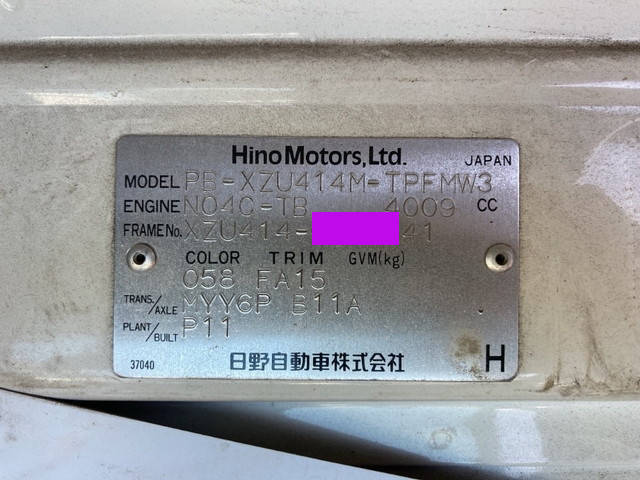 Hino Motors, Ltd. JAPAN
MODEL PB-XZU414M-TPFMW3
ENGINE N04C-TB 4009 CC
FRAME No. XZU414- 41
COLOR TRIM GVM(kg)
058 FA15
TRANS./AXLE MYY6P B11A
PLANT/BUILT P11
37040 日野自動車株式会社 H